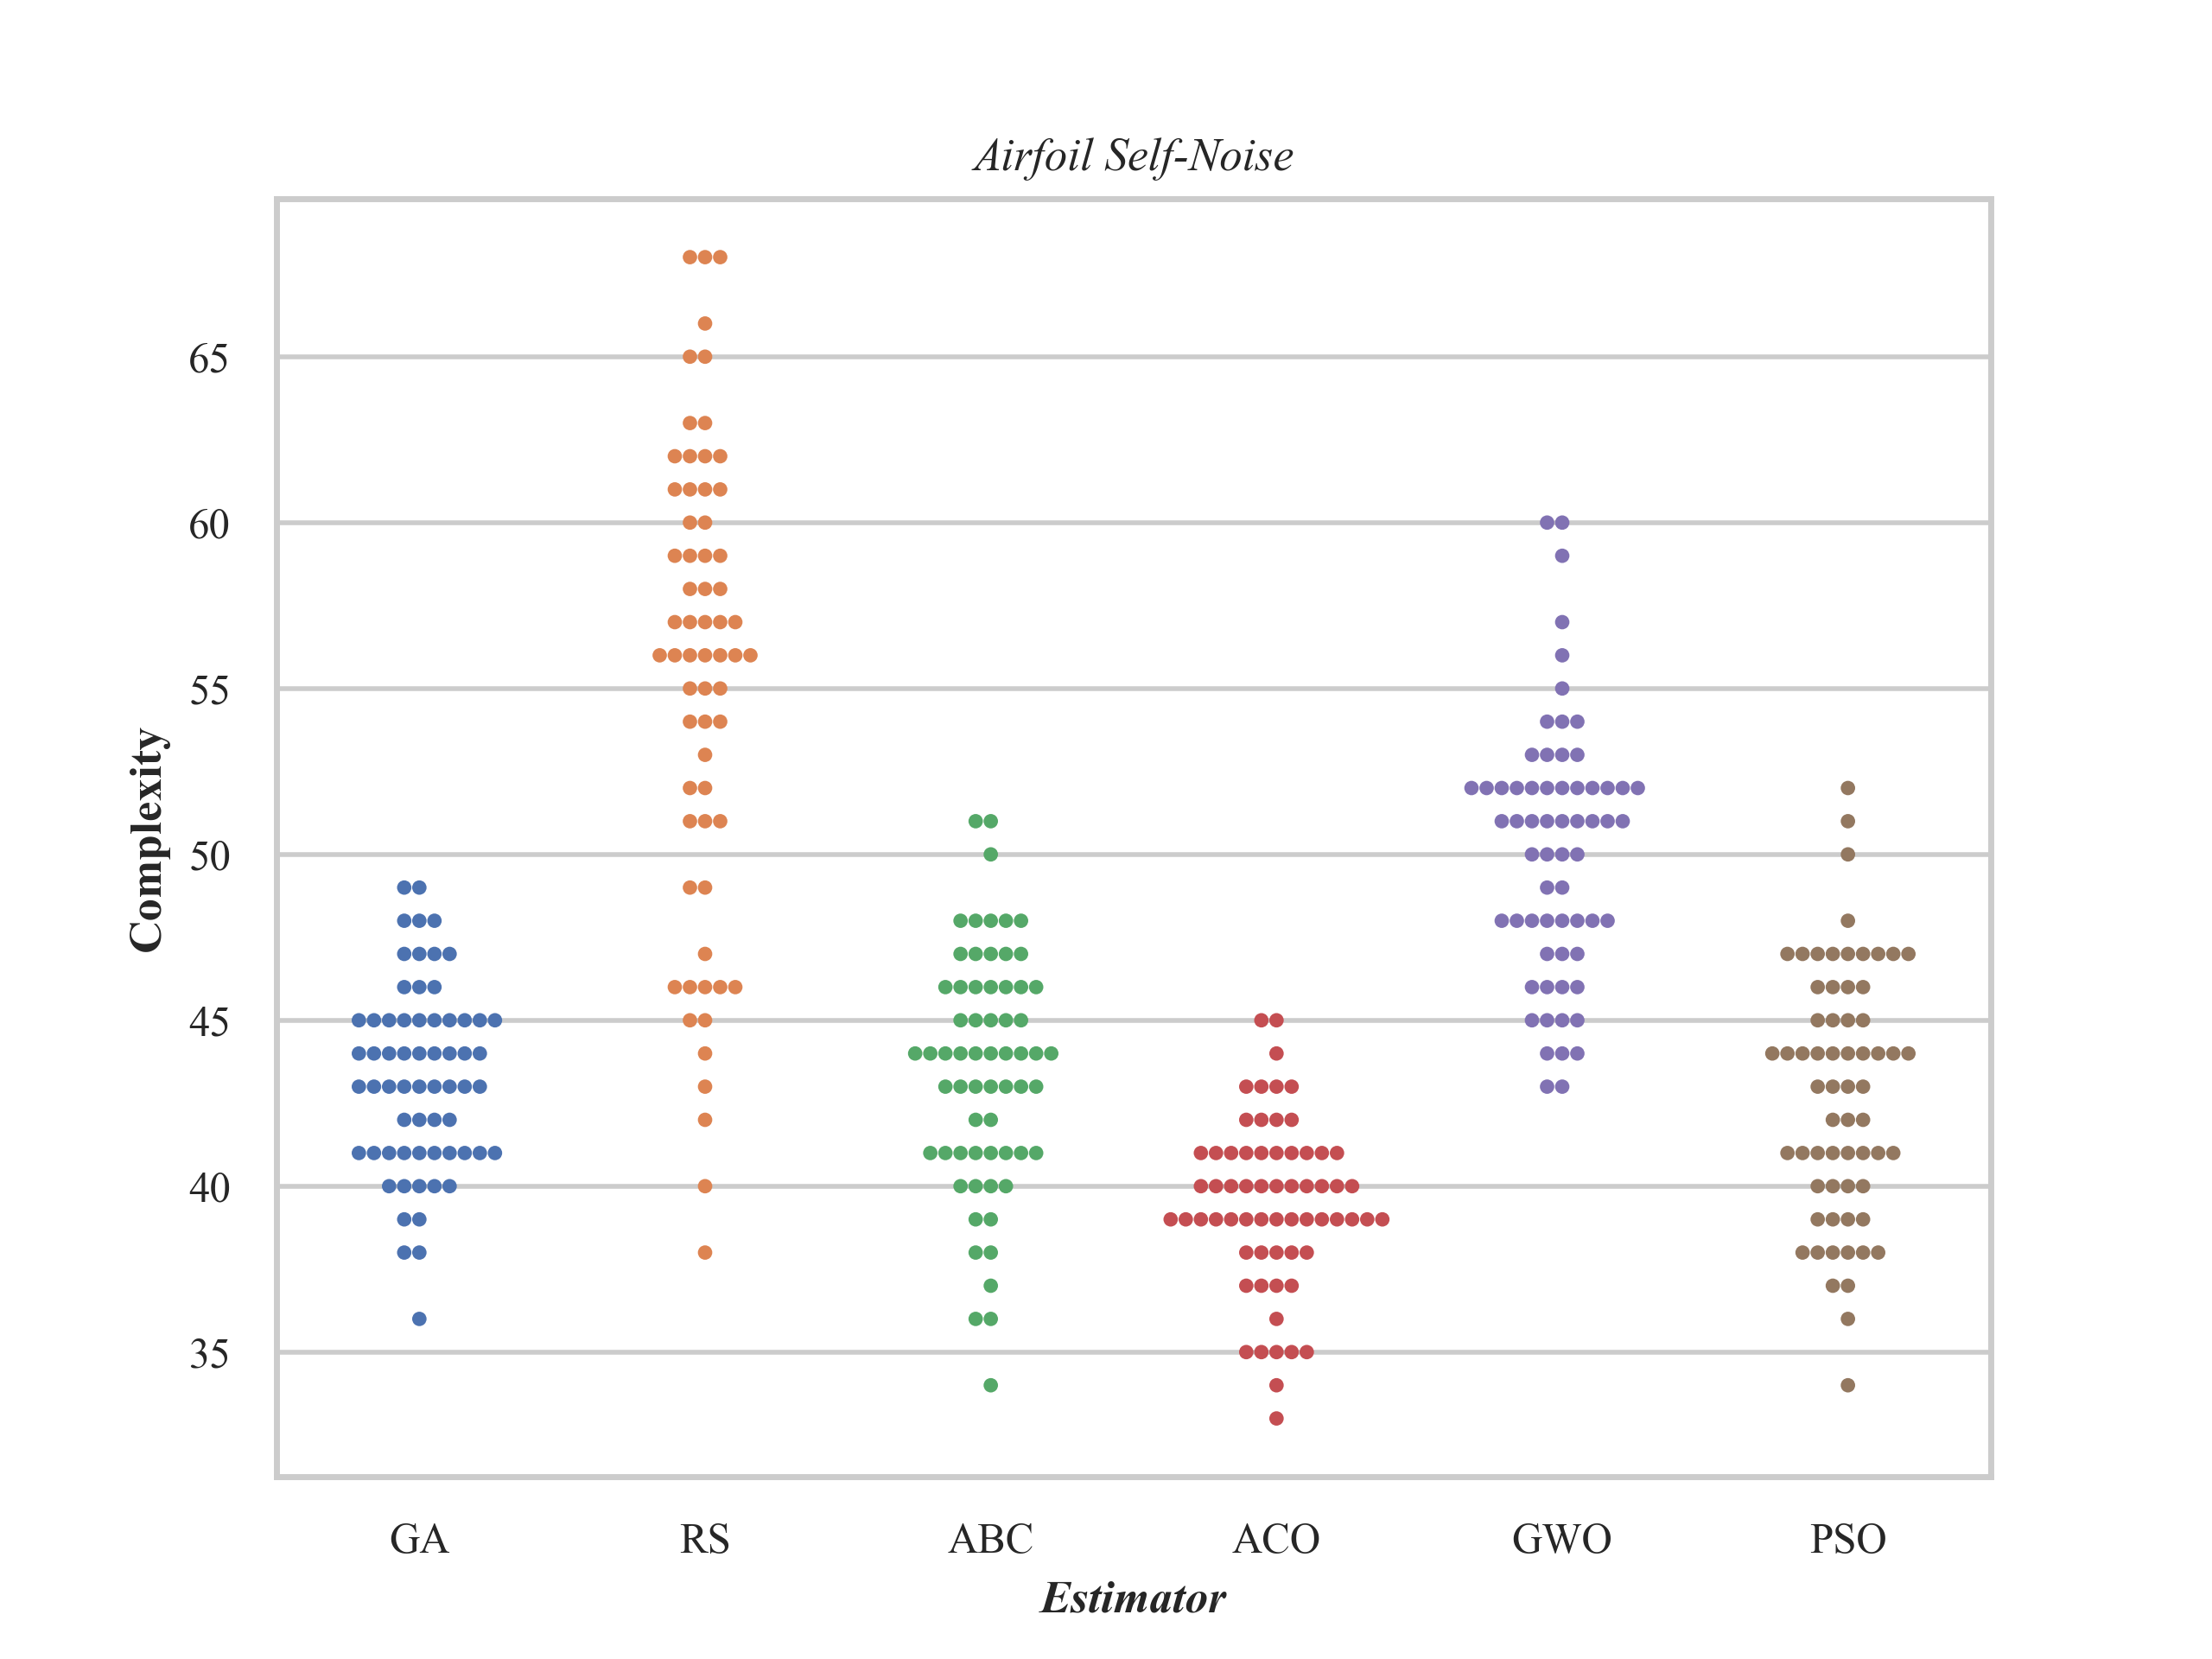 Airfoil Self-Noise
Complexity
65
60
55
50
45
40
35
GA RS ABC ACO GWO PSO
Estimator